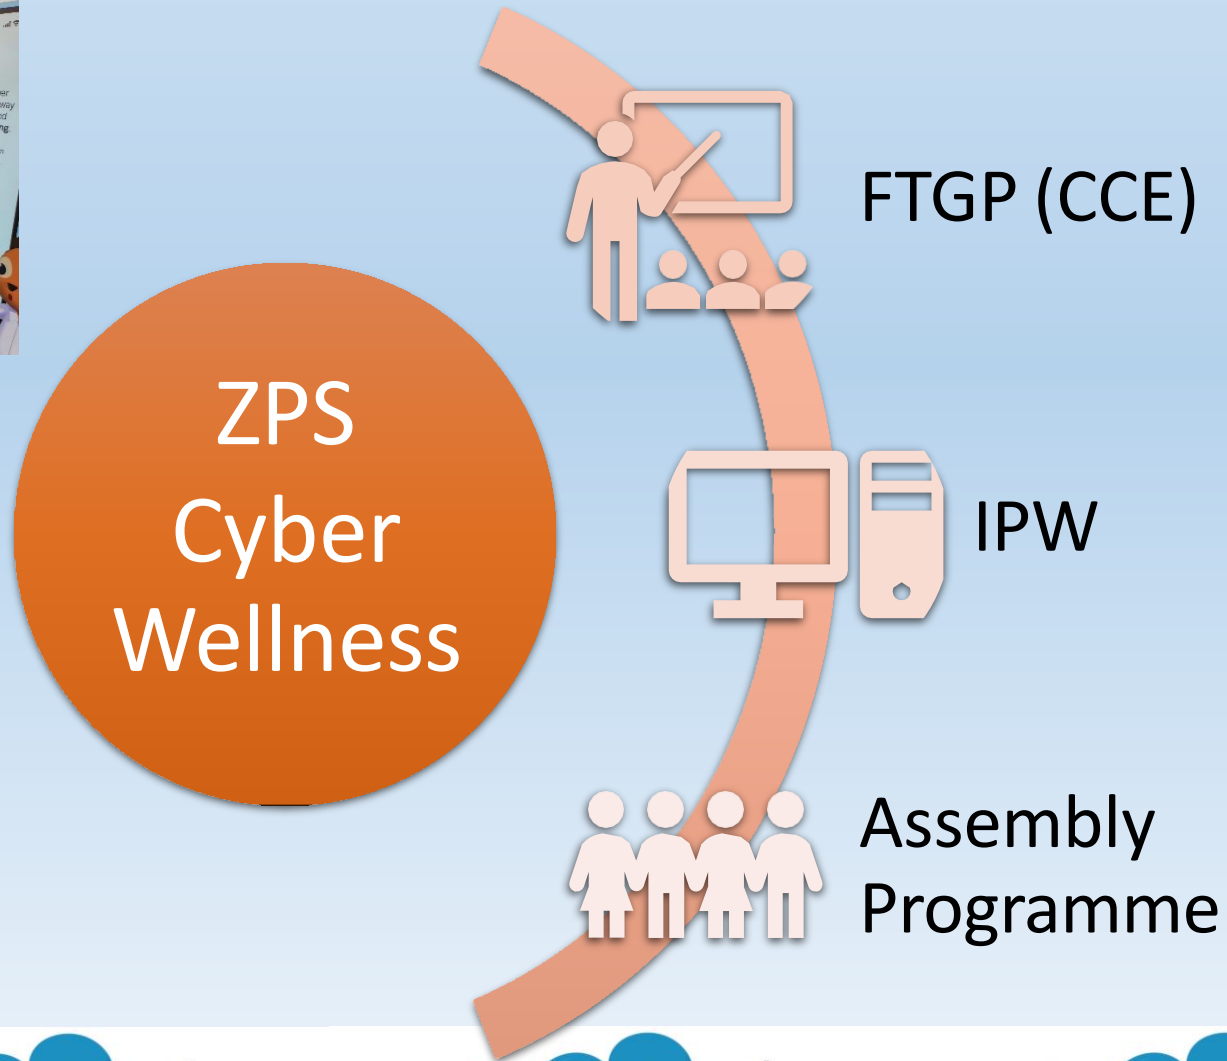 ZPS
Cyber
Wellness
FTGP (CCE)
IPW
Assembly
Programme